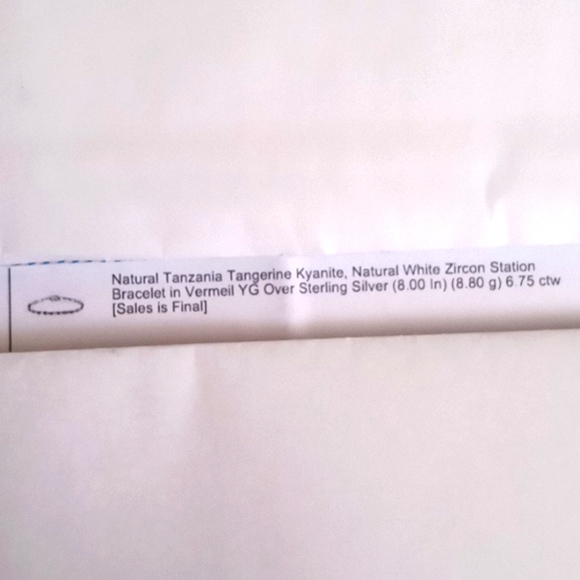 Natural Tanzania Tangerine Kyanite, Natural White Zircon Station
Bracelet in Vermeil YG Over Sterling Silver (8.00 In) (8.80 g) 6.75 ctw
[Sales is Final]